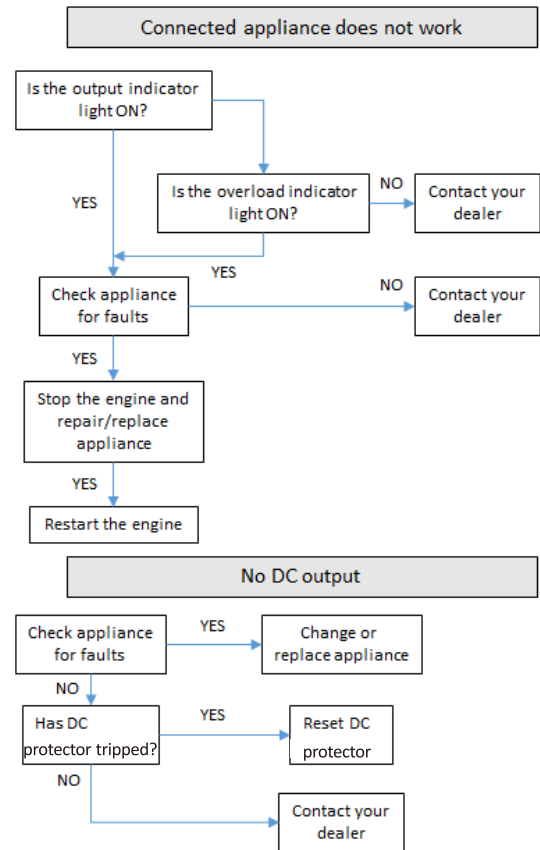 Connected appliance does not work
Is the output indicator
light ON?
YES
Is the overload indicator
light ON?
NO
Contact your
dealer
YES
Check appliance
for faults
NO
Contact your
dealer
YES
Stop the engine and
repair/replace
appliance
YES
Restart the engine
No DC output
Check appliance
for faults
YES
Change or
replace appliance
NO
Has DC
protector tripped?
YES
Reset DC
protector
NO
Contact your
dealer